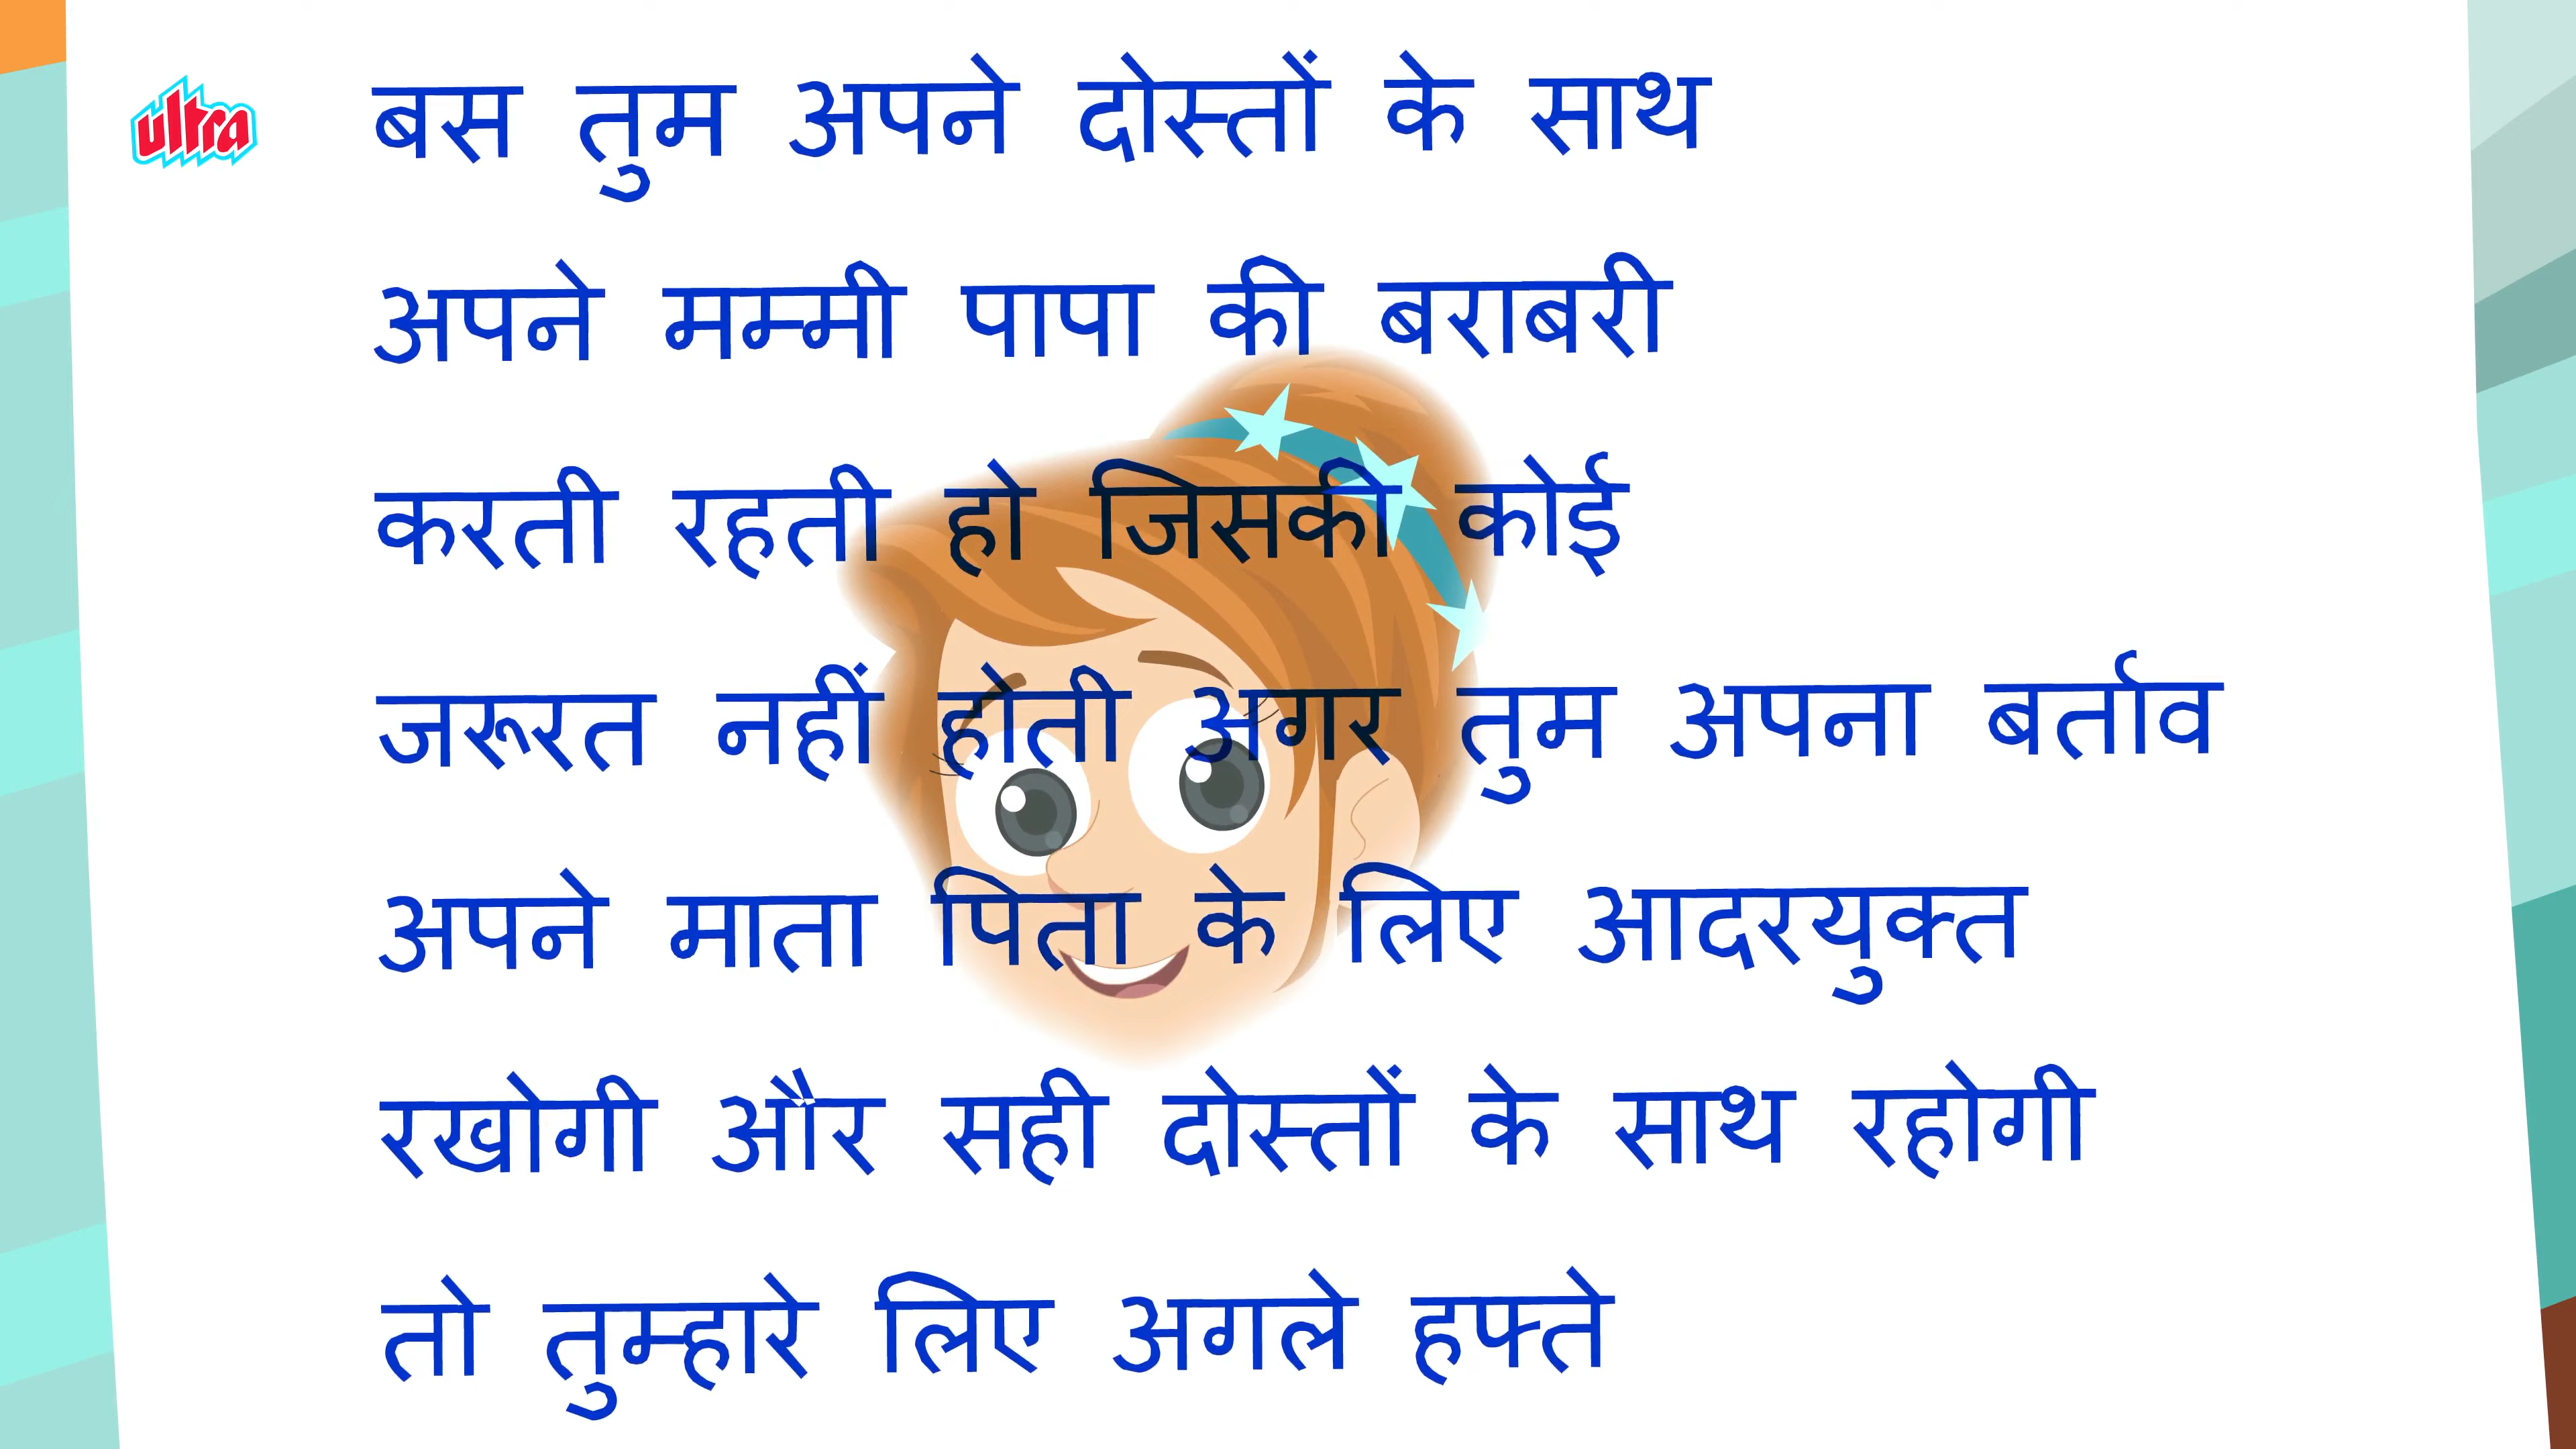 ultra
बस तुम अपने दोस्तों के साथ
अपने मम्मी पापा की बराबरी
करती रहती हो जिसकी कोई
जरूरत नहीं होती अगर तुम अपना बर्ताव
अपने माता पिता के लिए आदरयुक्त
रखोगी और सही दोस्तों के साथ रहोगी
तो तुम्हारे लिए अगले हफ्ते